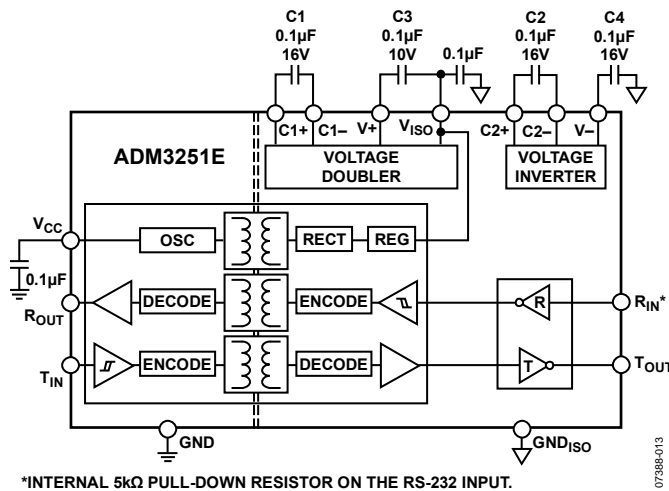 C1
0.1µF
16V
C3
0.1µF
10V
0.1µF
C2
0.1µF
16V
C4
0.1µF
16V
C1+
C1–
V+
VISO
C2+
C2–
V–
ADM3251E
VOLTAGE
DOUBLER
VOLTAGE
INVERTER
VCC
0.1µF
OSC
RECT
REG
ROUT
DECODE
ENCODE
R
RIN*
TIN
ENCODE
DECODE
T
TOUT
GND
GNDISO
*INTERNAL 5kΩ PULL-DOWN RESISTOR ON THE RS-232 INPUT.
07388-013